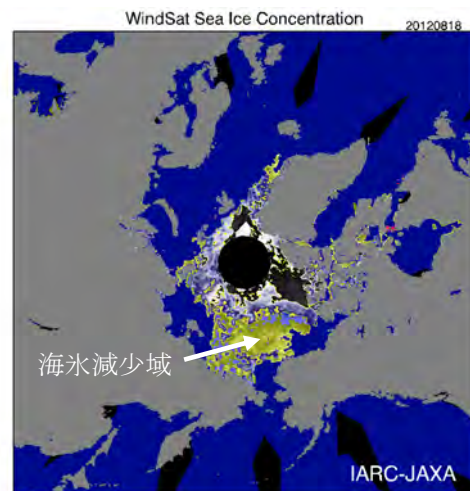 WindSat Sea Ice Concentration
20120818
海氷減少域
IARC-JAXA